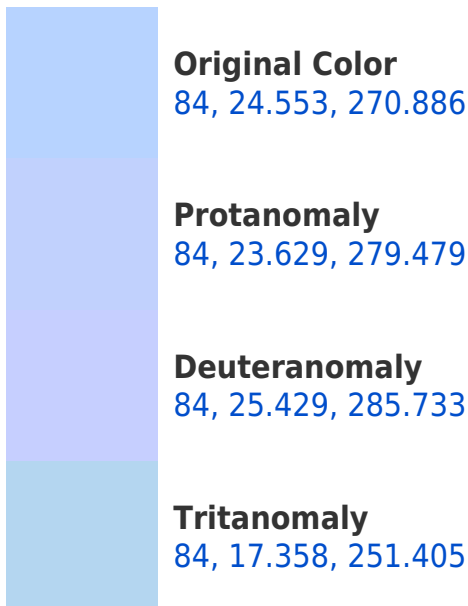 Original Color
84, 24.553, 270.886
Protanomaly
84, 23.629, 279.479
Deuteranomaly
84, 25.429, 285.733
Tritanomaly
84, 17.358, 251.405